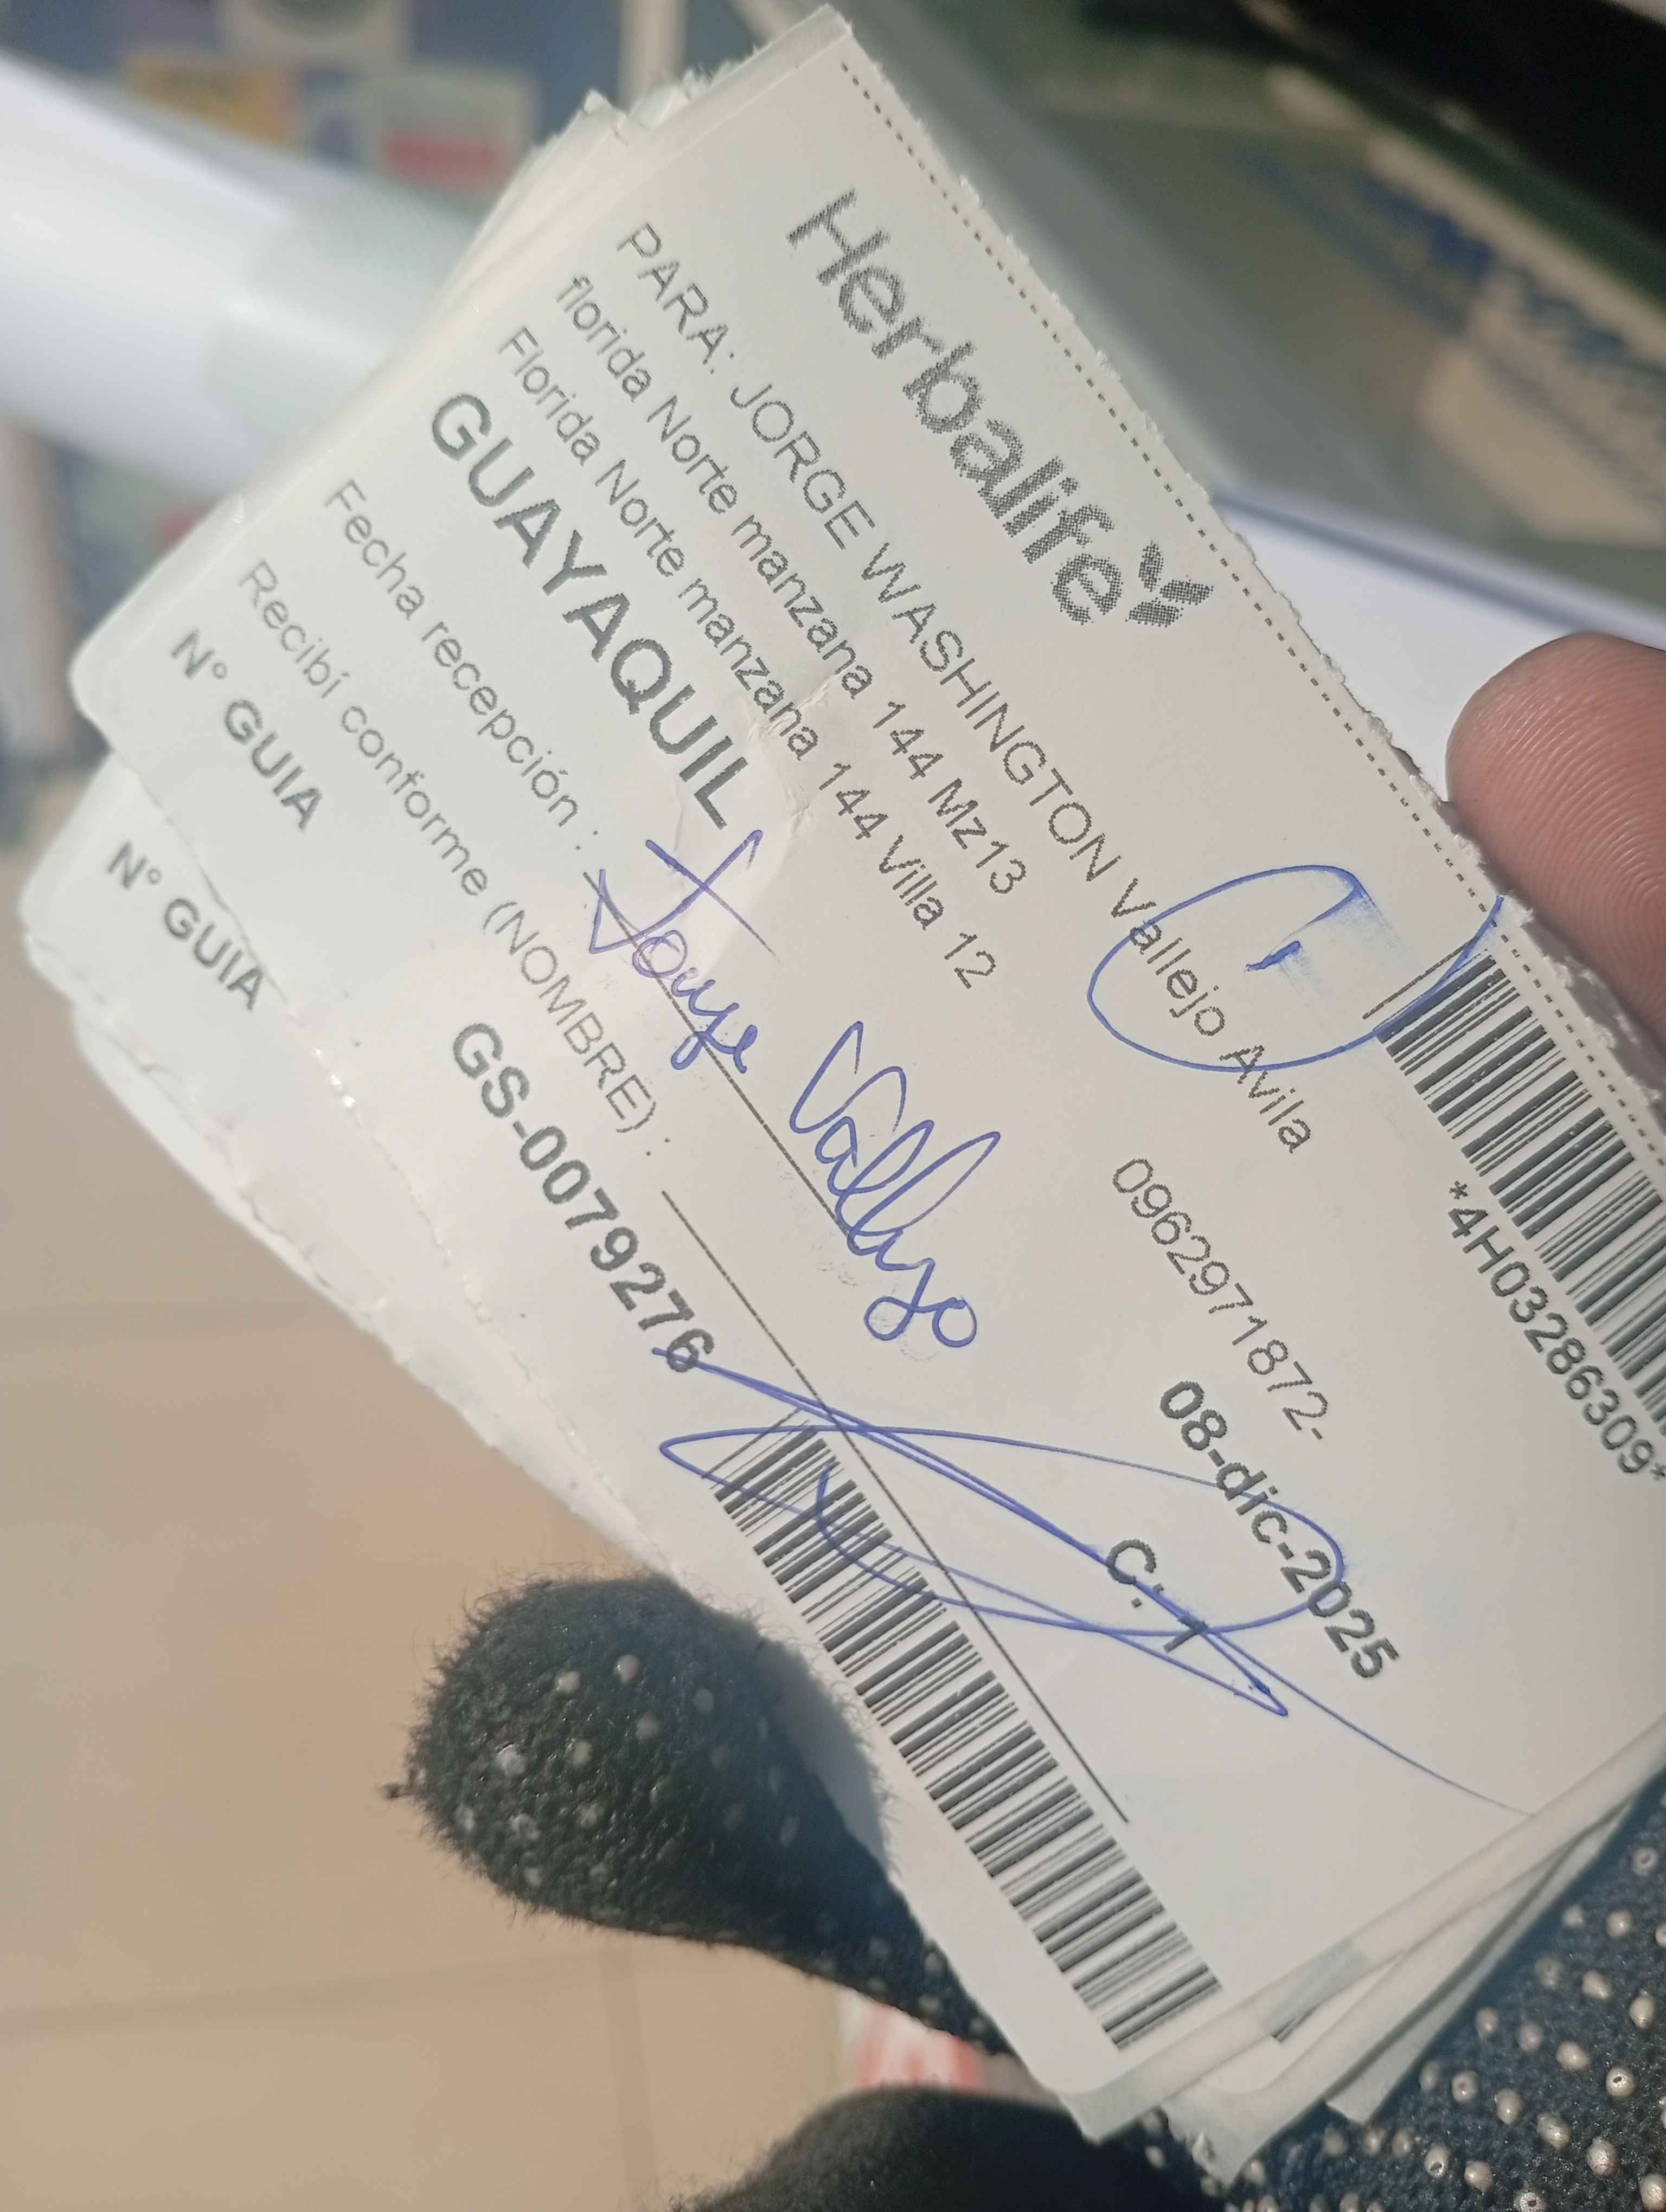 Herbalife
*4H03286309*
PARA: JORGE WASHINGTON Vallejo Avila
florida Norte manzana 144 Mz13
0962971872-
Florida Norte manzana 144 Villa 12
GUAYAQUIL
08-dic-2025
C: 1
Fecha recepción :
Jorge Vallejo
Recibí conforme (NOMBRE) :
N° GUIA
GS-0079276
N° GUIA